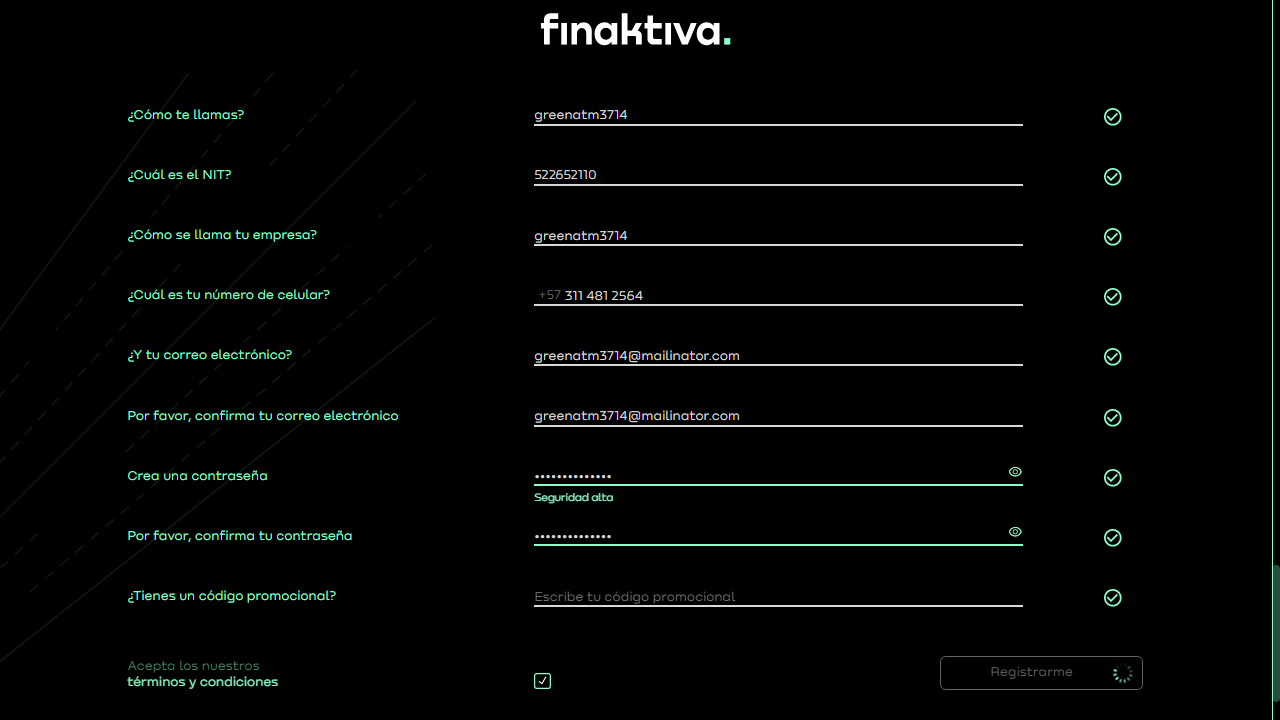 finaktiva.
¿Cómo te llamas? greenatm3714
¿Cuál es el NIT? 522652110
¿Cómo se llama tu empresa? greenatm3714
¿Cuál es tu número de celular? +57 311 481 2564
¿Y tu correo electrónico? greenatm3714@mailinator.com
Por favor, confirma tu correo electrónico greenatm3714@mailinator.com
Crea una contraseña ••••••••••••••
Seguridad alta
Por favor, confirma tu contraseña ••••••••••••••
¿Tienes un código promocional? Escribe tu código promocional
Acepta los nuestros
términos y condiciones
Registrarme